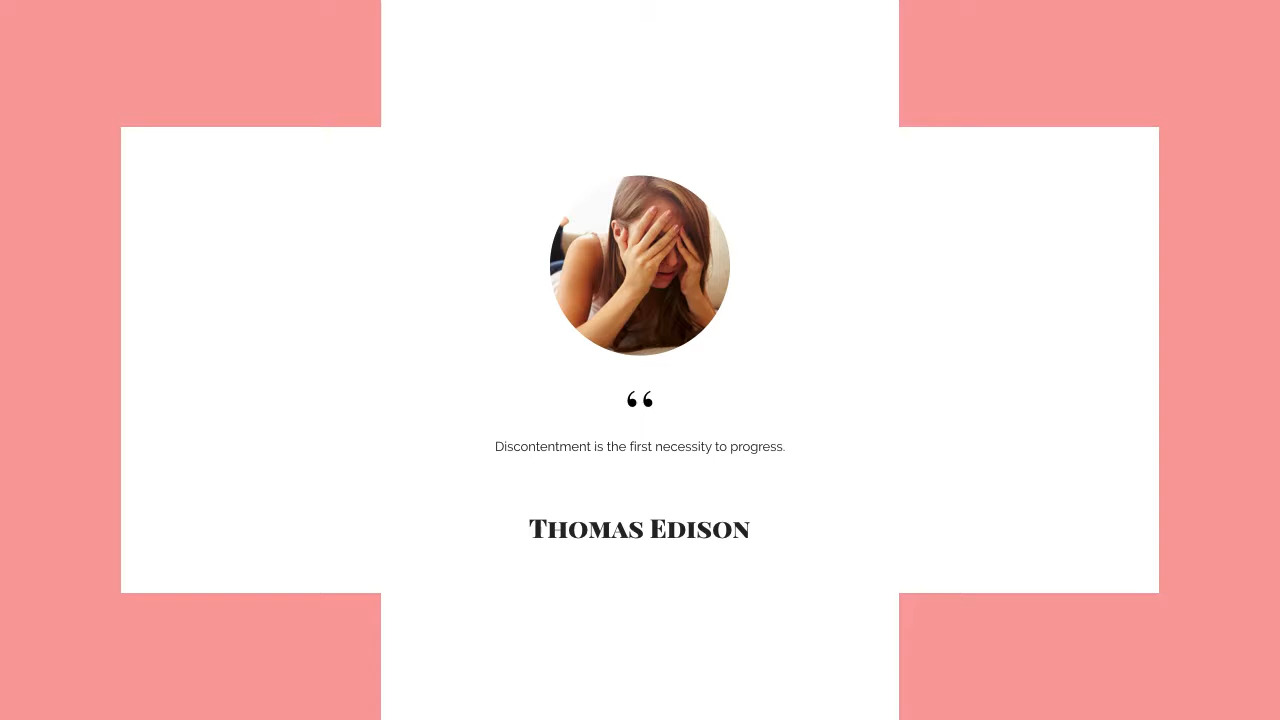 “
Discontentment is the first necessity to progress.
Thomas Edison